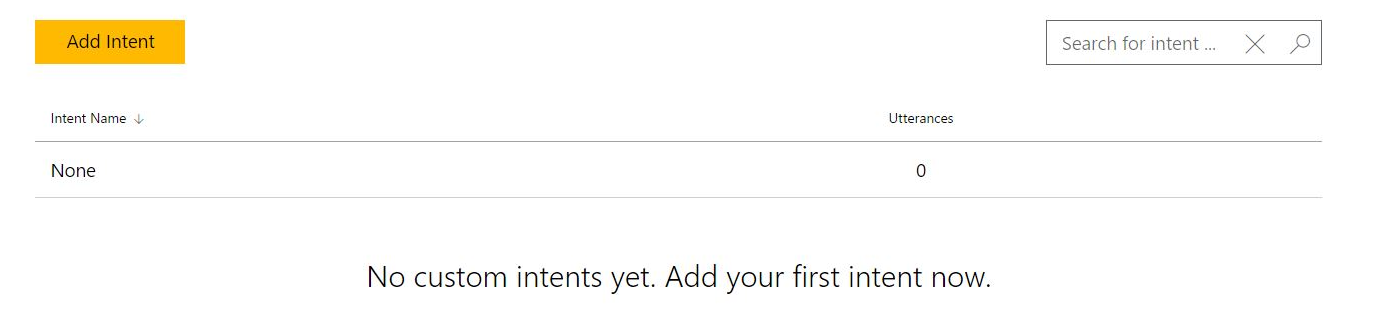 Add Intent
Search for intent ...
Intent Name
Utterances
None
0
No custom intents yet. Add your first intent now.